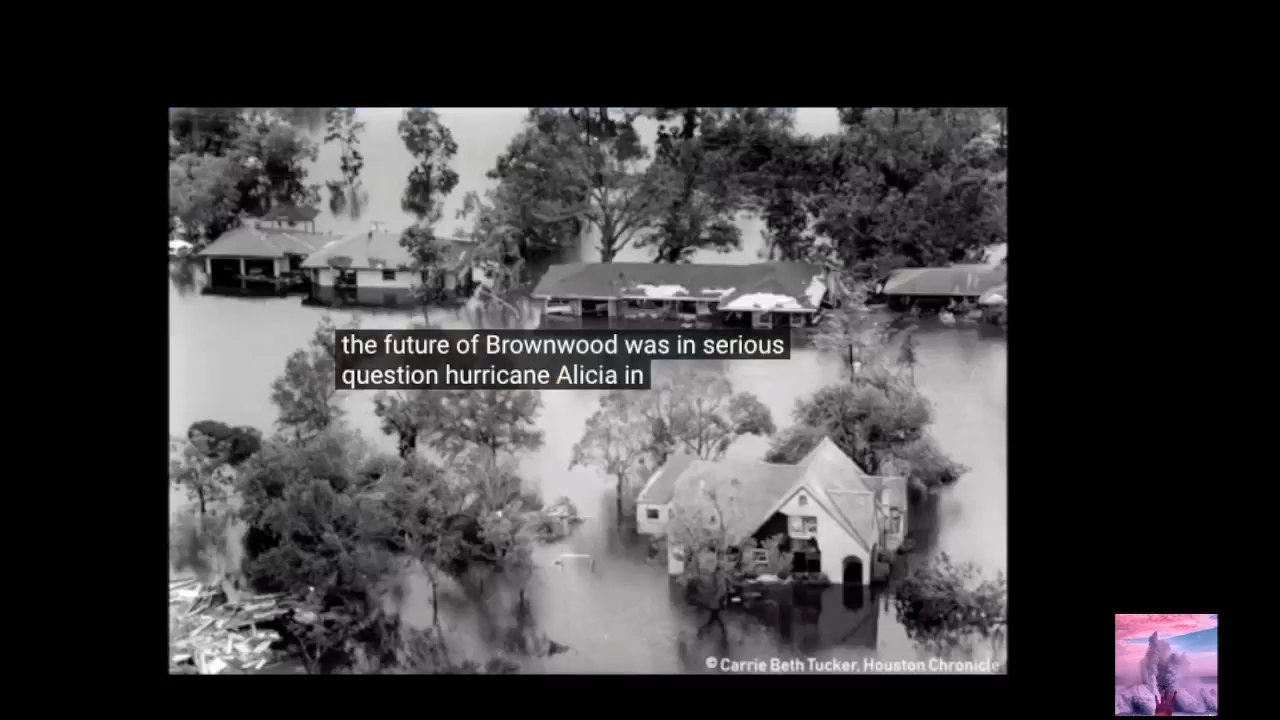 the future of Brownwood was in serious
question hurricane Alicia in
© Carrie Beth Tucker, Houston Chronicle